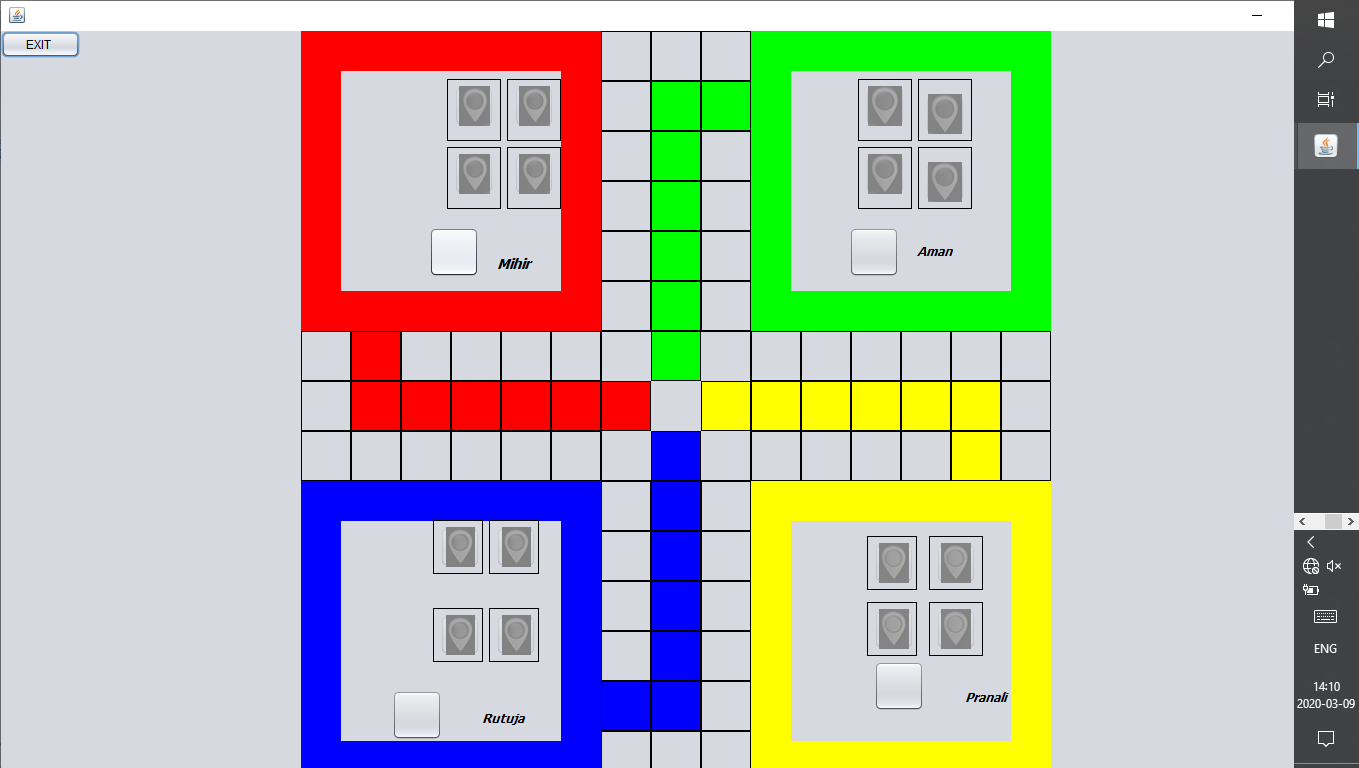 EXIT
Mihir
Aman
Rutuja
Pranali
ENG
14:10
2020-03-09